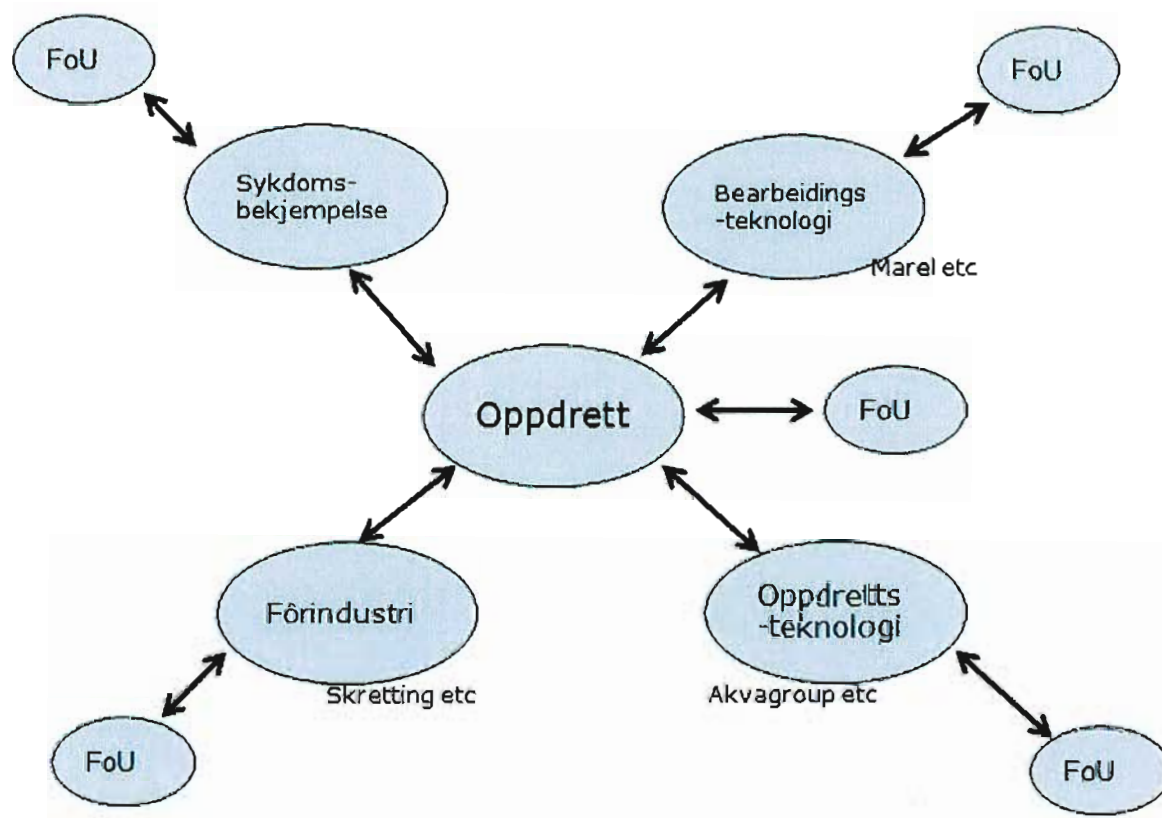 FoU
FoU
Sykdoms-
bekjempelse
Bearbeidings
-teknologi
Marel etc
Oppdrett
FoU
Fôrindustri
Skretting etc
Oppdretts
-teknologi
Akvagroup etc
FoU
FoU